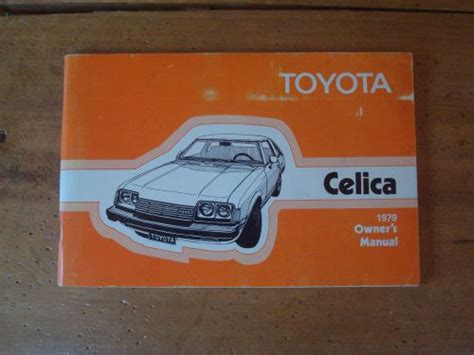 TOYOTA
Celica
1979
Owner's
Manual
TOYOTA